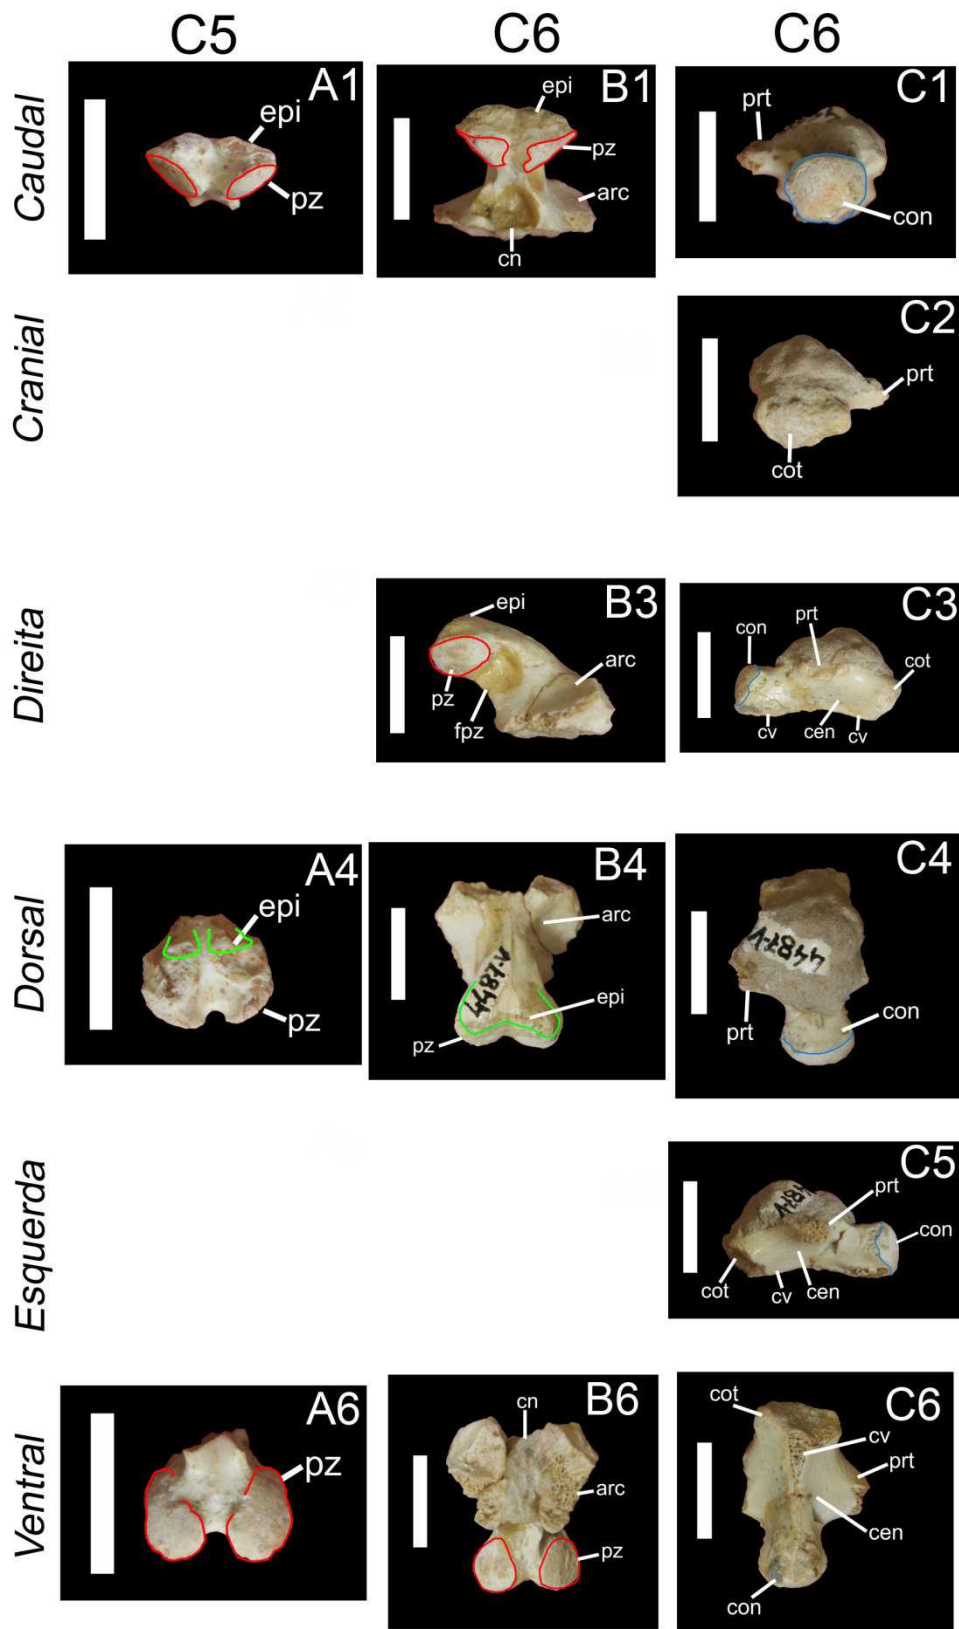 C5 C6 C6
Caudal
A1
epi
pz
B1
epi
pz
arc
cn
C1
prt
con
Cranial
C2
prt
cot
Direita
B3
epi
arc
pz
fpz
C3
prt
con
cot
cv
cen
cv
Dorsal
A4
epi
pz
B4
arc
4487-V
epi
pz
C4
4487-V
con
prt
Esquerda
C5
prt
con
cot
cv
cen
Ventral
A6
pz
B6
cn
arc
pz
C6
cot
cv
prt
cen
con